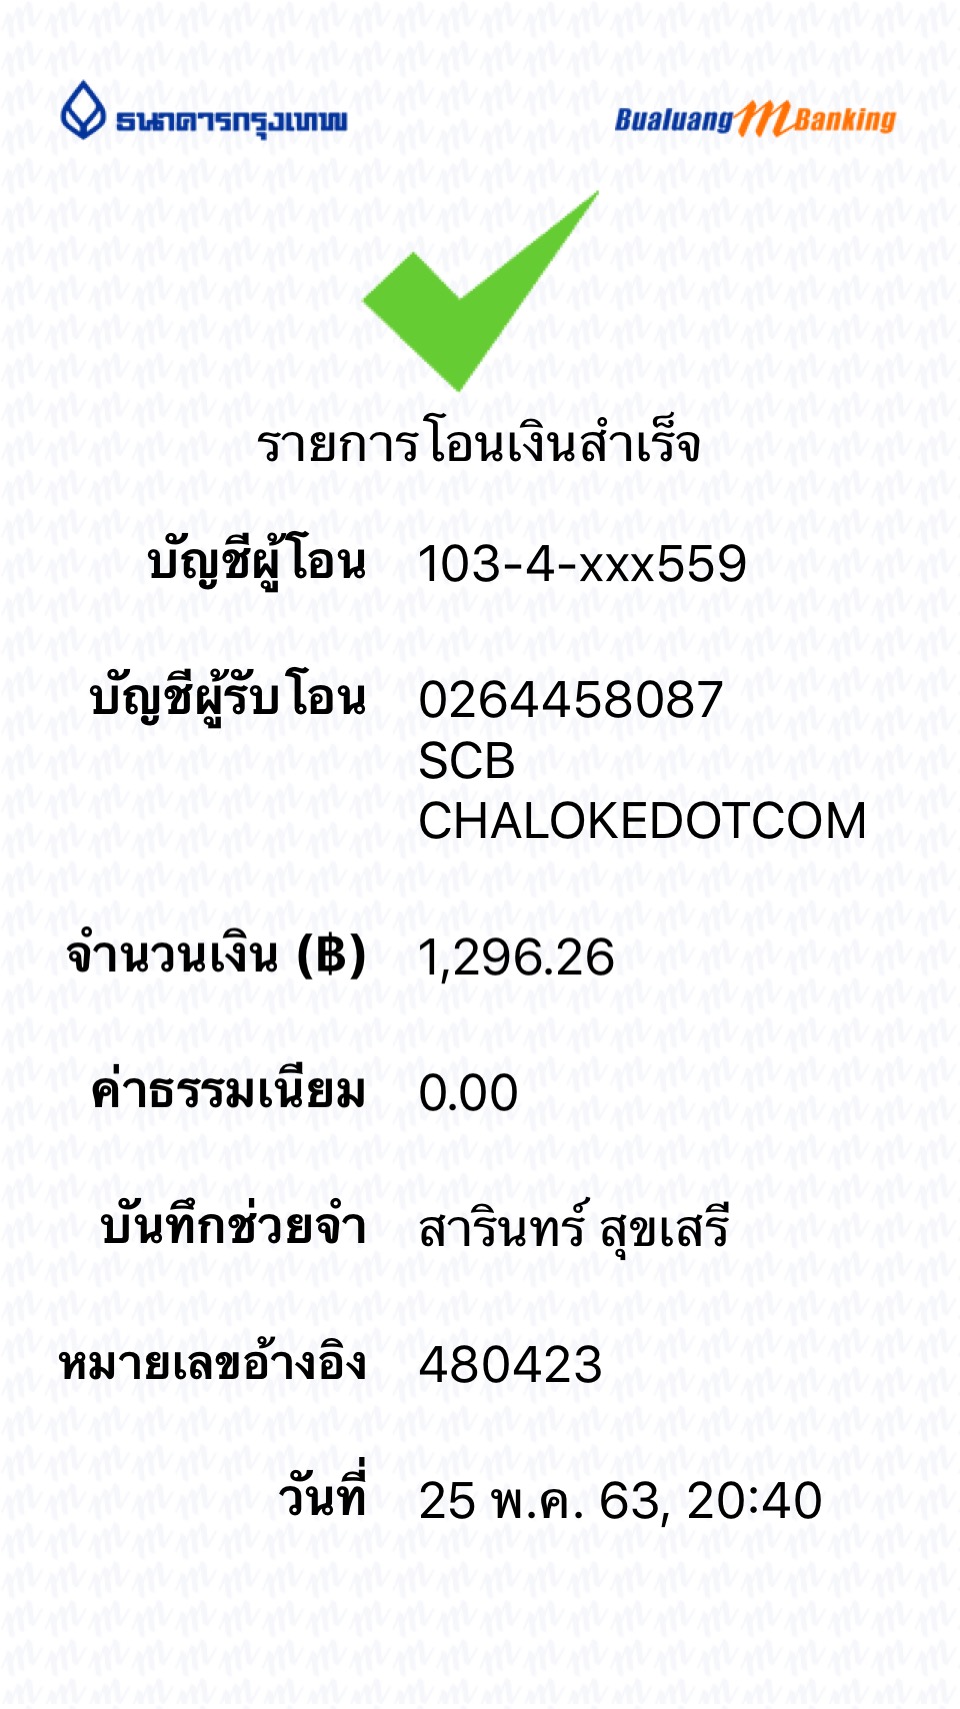 ธนาคารกรุงเทพ
Bualuang mBanking
รายการโอนเงินสำเร็จ
บัญชีผู้โอน 103-4-xxx559
บัญชีผู้รับโอน 0264458087
SCB
CHALOKEDOTCOM
จำนวนเงิน (฿) 1,296.26
ค่าธรรมเนียม 0.00
บันทึกช่วยจำ สารินทร์ สุขเสรี
หมายเลขอ้างอิง 480423
วันที่ 25 พ.ค. 63, 20:40